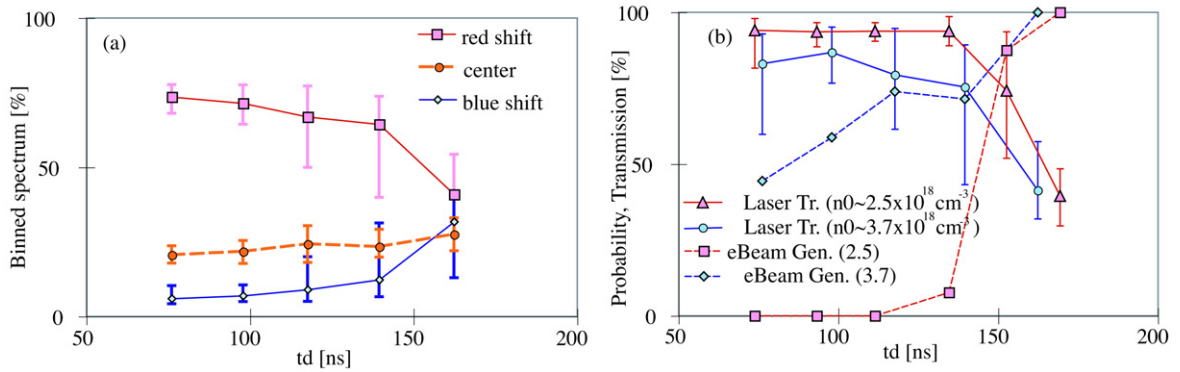 100
(a)
red shift
center
blue shift
50
0
50
100
150
200
td [ns]
Binned spectrum [%]
100
(b)
50
Laser Tr. (n0~2.5x10¹⁸cm⁻³)
Laser Tr. (n0~3.7x10¹⁸cm⁻³)
eBeam Gen. (2.5)
eBeam Gen. (3.7)
0
50
100
150
200
td [ns]
Probability, Transmission [%]